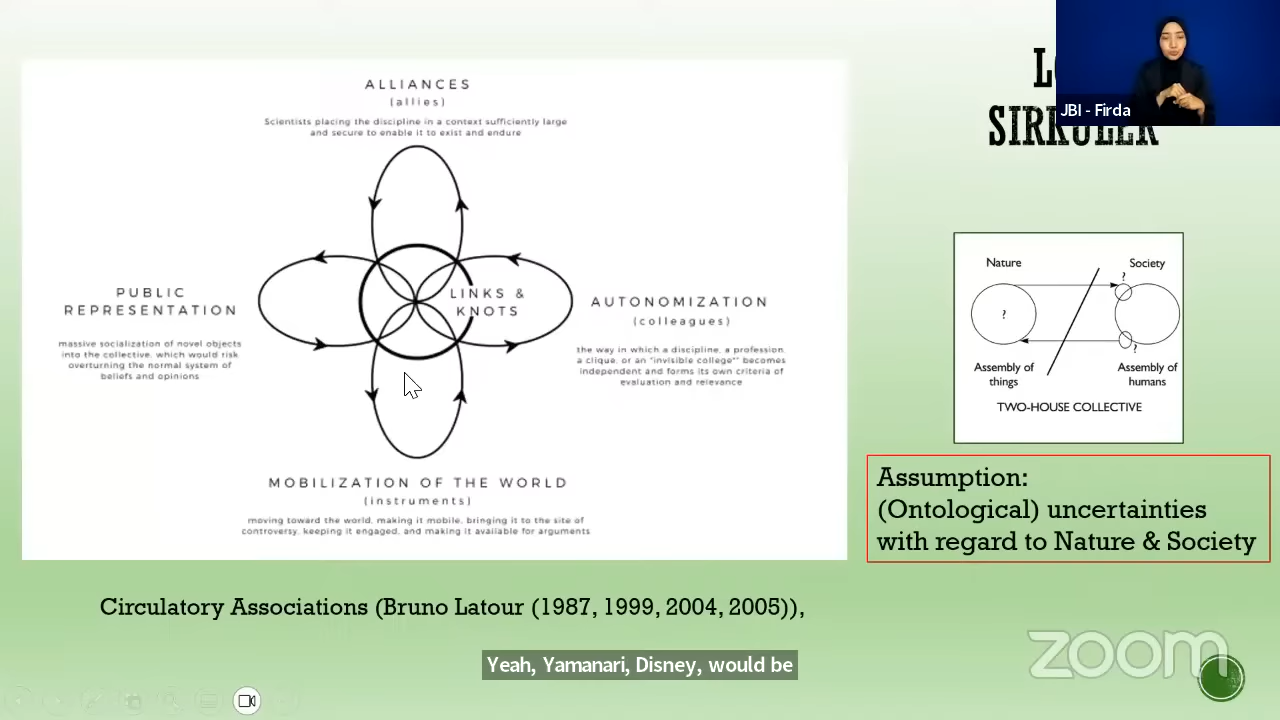 ALLIANCES
(allies)
Scientists placing the discipline in a context sufficiently large
and secure to enable it to exist and endure
PUBLIC
REPRESENTATION
massive socialization of novel objects
into the collective, which would risk
overturning the normal system of
beliefs and opinions
LINKS &
KNOTS
AUTONOMIZATION
(colleagues)
the way in which a discipline, a profession,
a clique, or an "invisible college" becomes
independent and forms its own criteria of
evaluation and relevance
MOBILIZATION OF THE WORLD
(instruments)
moving toward the world, making it mobile, bringing it to the site of
controversy, keeping it engaged, and making it available for arguments
Circulatory Associations (Bruno Latour (1987, 1999, 2004, 2005)),
JBI - Firda
SIRKULER
Nature
Society
?
?
?
Assembly of
things
Assembly of
humans
TWO-HOUSE COLLECTIVE
Assumption:
(Ontological) uncertainties
with regard to Nature & Society
Yeah, Yamanari, Disney, would be
zoom